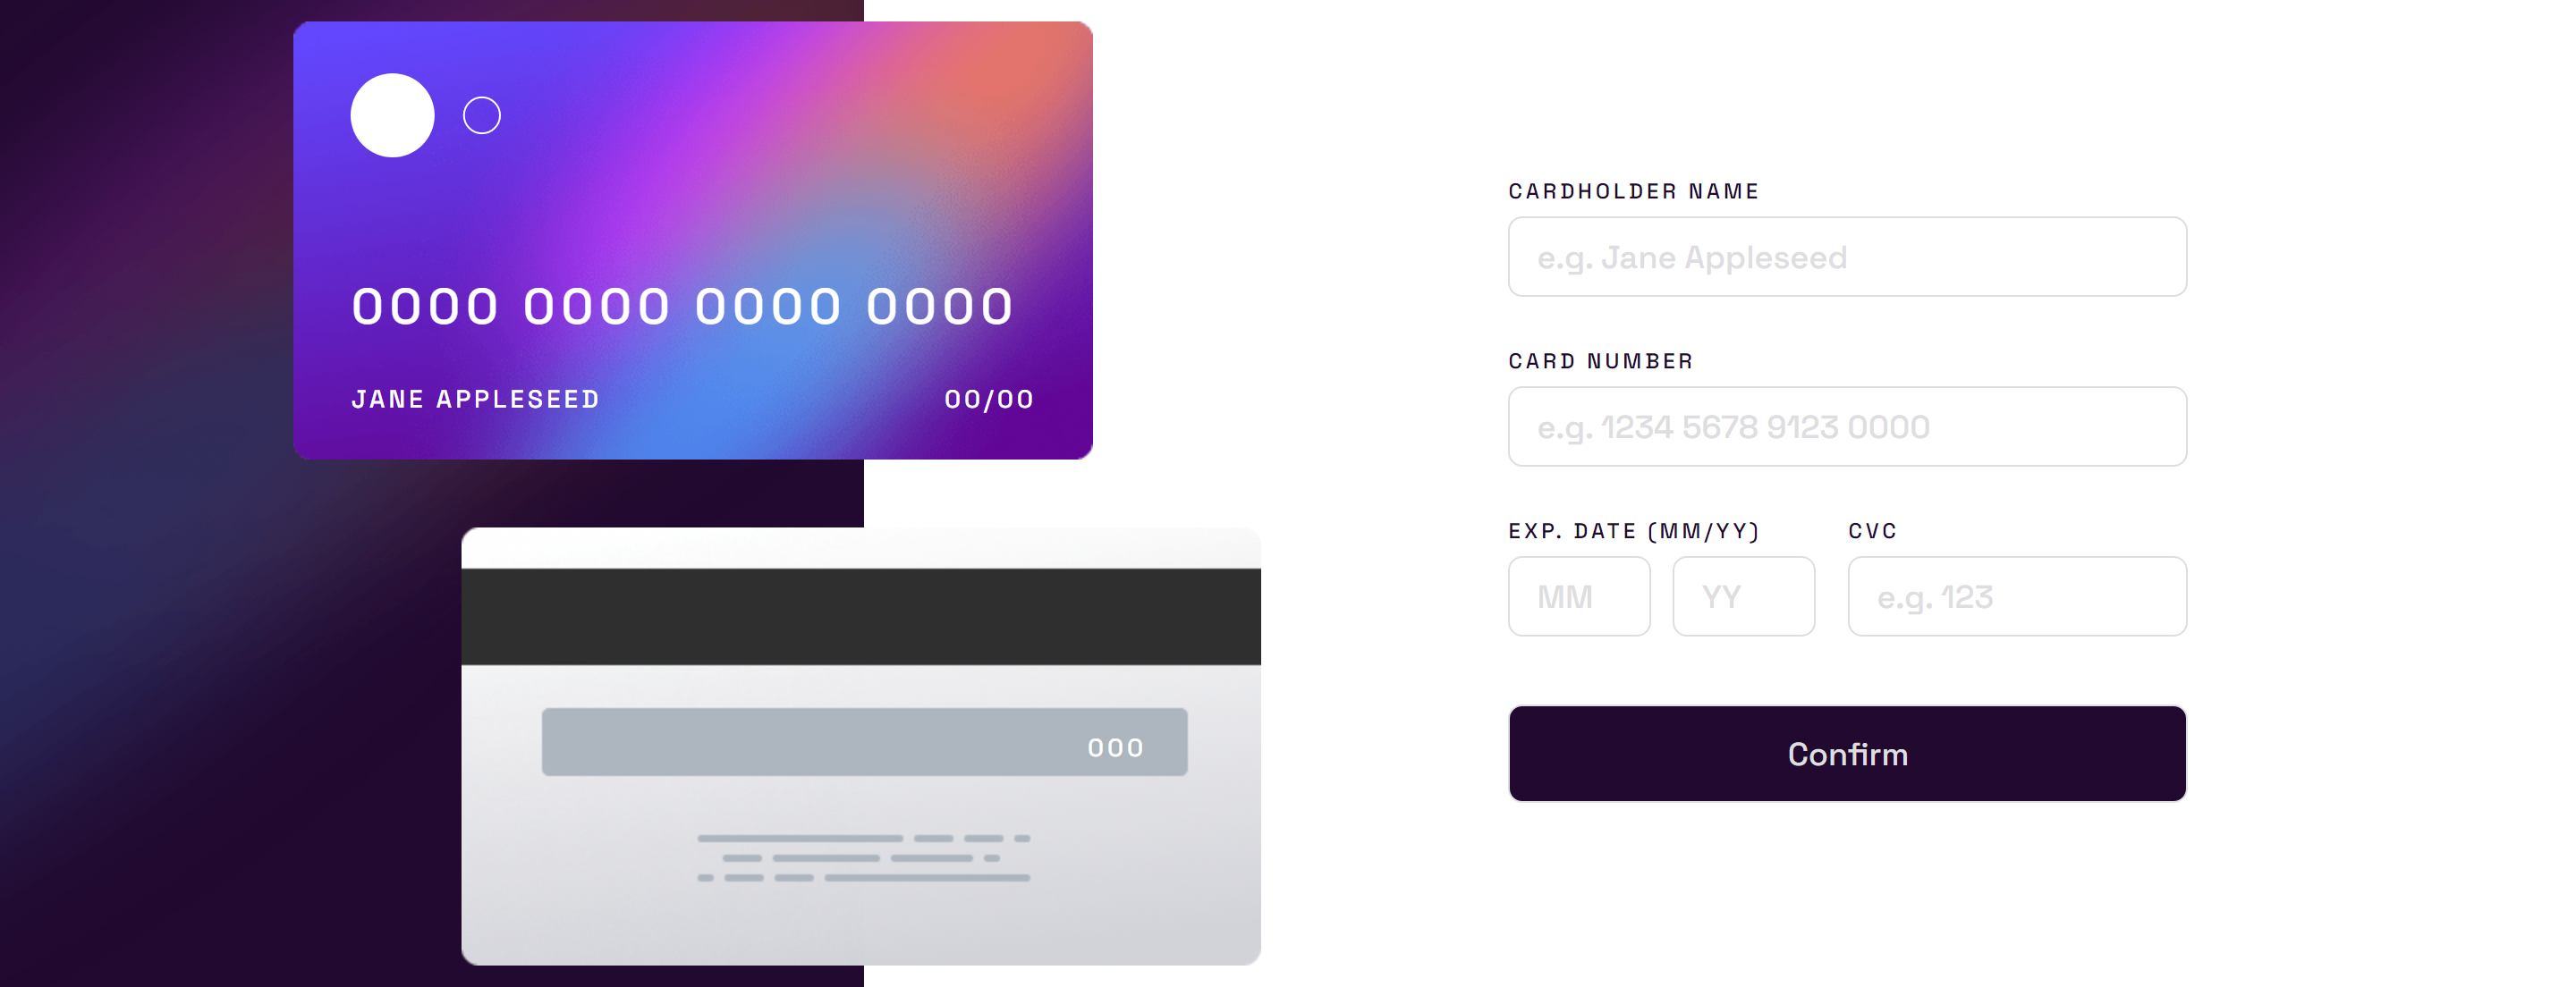 0000 0000 0000 0000
JANE APPLESEED 00/00
000
CARDHOLDER NAME
e.g. Jane Appleseed
CARD NUMBER
e.g. 1234 5678 9123 0000
EXP. DATE (MM/YY) CVC
MM YY e.g. 123
Confirm